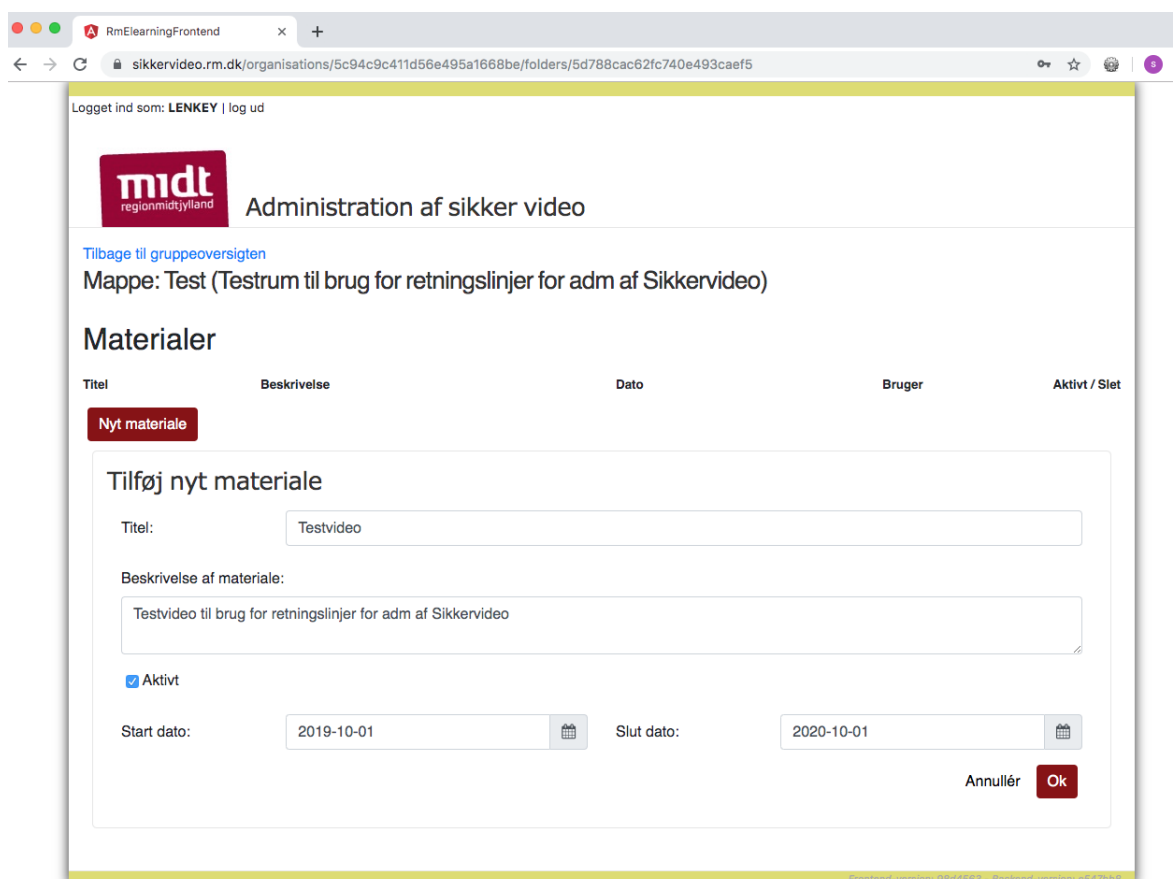 RmElearningFrontend
sikkervideo.rm.dk/organisations/5c94c9c411d56e495a1668be/folders/5d788cac62fc740e493caef5
S
Logget ind som: LENKEY | log ud
midt
regionmidtjylland
Administration af sikker video
Tilbage til gruppeoversigten
Mappe: Test (Testrum til brug for retningslinjer for adm af Sikkervideo)
Materialer
Titel Beskrivelse Dato Bruger Aktivt / Slet
Nyt materiale
Tilføj nyt materiale
Titel: Testvideo
Beskrivelse af materiale:
Testvideo til brug for retningslinjer for adm af Sikkervideo
Aktivt
Start dato: 2019-10-01 Slut dato: 2020-10-01
Annullér Ok